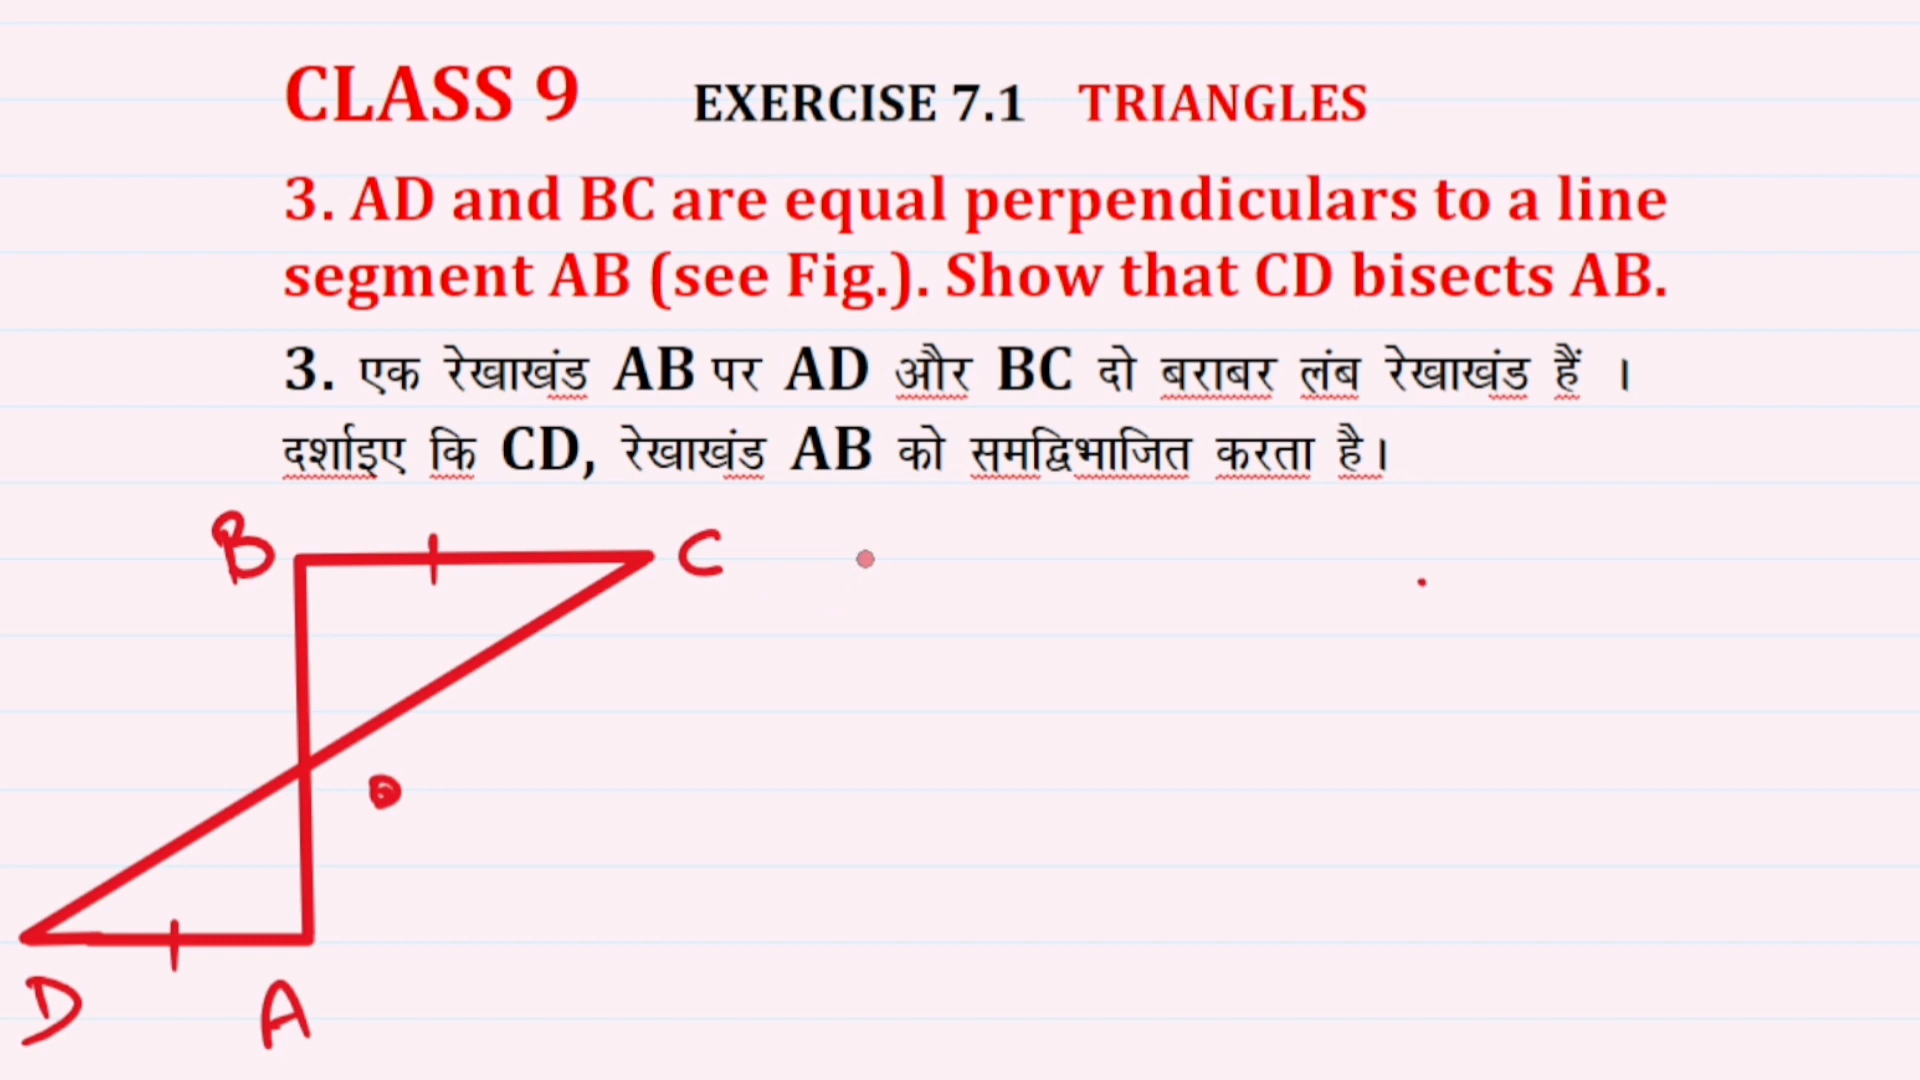 CLASS 9 EXERCISE 7.1 TRIANGLES
3. AD and BC are equal perpendiculars to a line
segment AB (see Fig.). Show that CD bisects AB.
3. एक रेखाखंड AB पर AD और BC दो बराबर लंब रेखाखंड हैं ।
दर्शाइए कि CD, रेखाखंड AB को समद्विभाजित करता है।
B C
D A